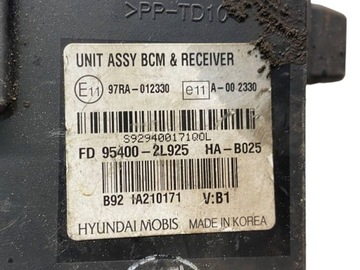 >PP-TD10
UNIT ASSY BCM & RECEIVER
E11 97RA-012330 e11 A-00 2330
S92940017100L
FD 95400-2L925 HA-B025
B92 IA210171 V:B1
HYUNDAI MOBIS MADE IN KOREA